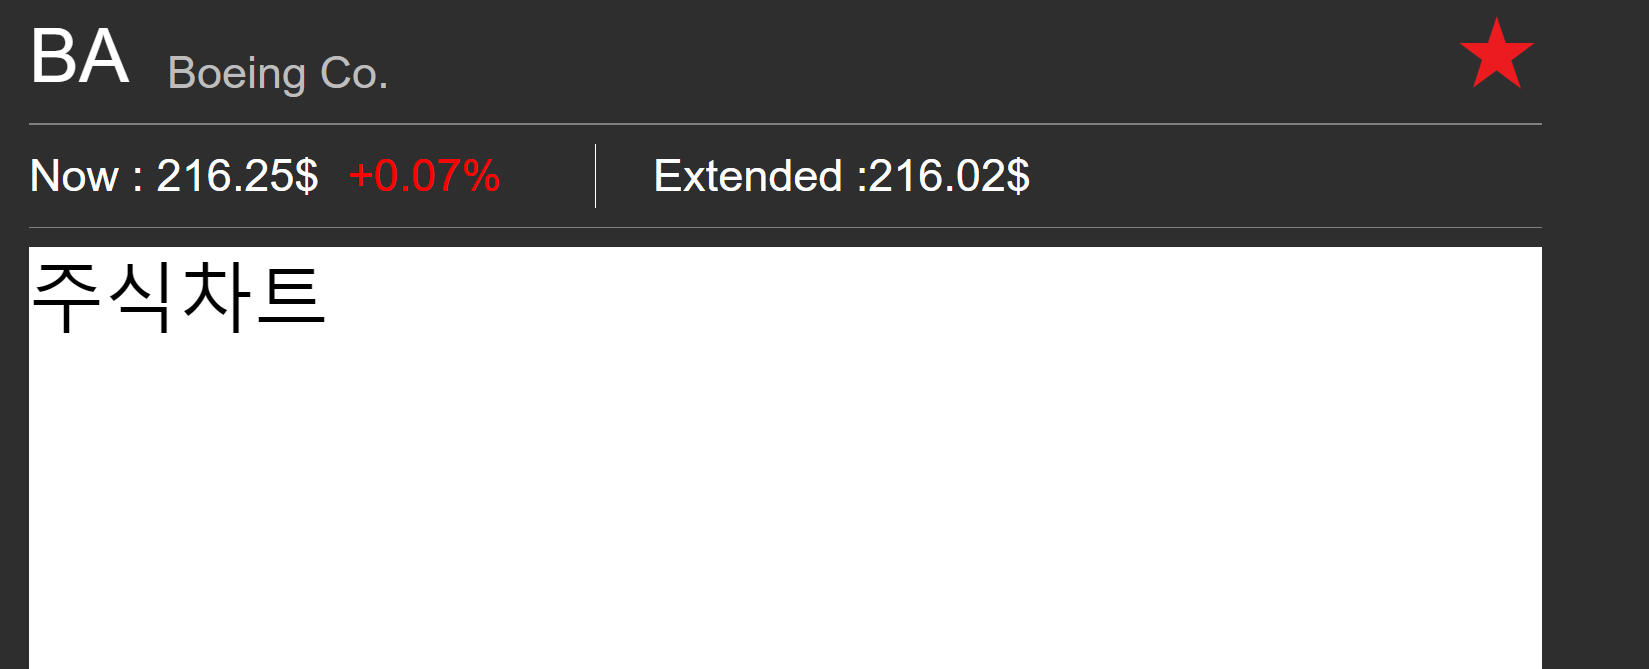 BA Boeing Co.
Now : 216.25$ +0.07% Extended :216.02$
주식차트